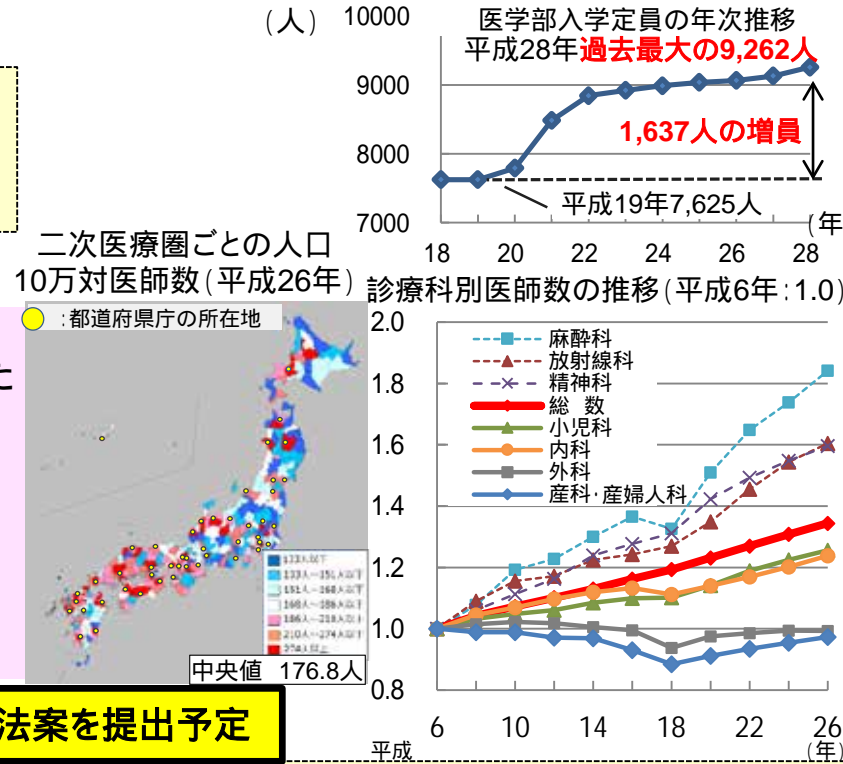 (人)
医学部入学定員の年次推移
平成28年過去最大の9,262人
10000
9000
8000
7000
1,637人の増員
平成19年7,625人
18 20 22 24 26 28
(年
二次医療圏ごとの人口
10万対医師数(平成26年)
:都道府県庁の所在地
中央値 176.8人
た
診療科別医師数の推移(平成6年:1.0)
2.0
1.8
1.6
1.4
1.2
1.0
0.8
麻酔科
放射線科
精神科
総 数
小児科
内科
外科
産科・産婦人科
6 10 14 18 22 26
平成
(年)
法案を提出予定